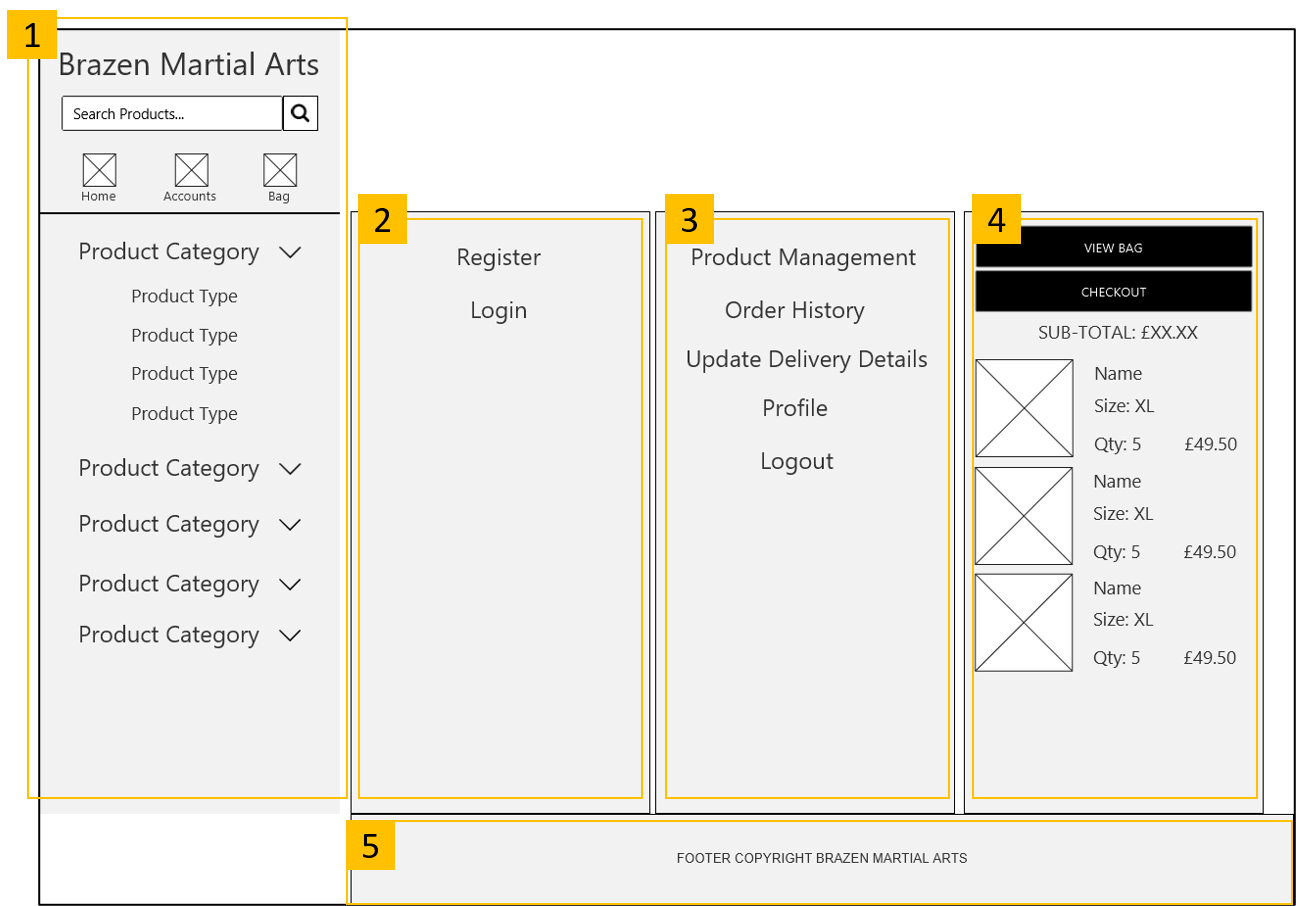 1
Brazen Martial Arts
Search Products...
Home
Accounts
Bag
Product Category
Product Type
Product Type
Product Type
Product Type
Product Category
Product Category
Product Category
Product Category
2
Register
Login
3
Product Management
Order History
Update Delivery Details
Profile
Logout
4
VIEW BAG
CHECKOUT
SUB-TOTAL: £XX.XX
Name
Size: XL
Qty: 5 £49.50
Name
Size: XL
Qty: 5 £49.50
Name
Size: XL
Qty: 5 £49.50
5
FOOTER COPYRIGHT BRAZEN MARTIAL ARTS